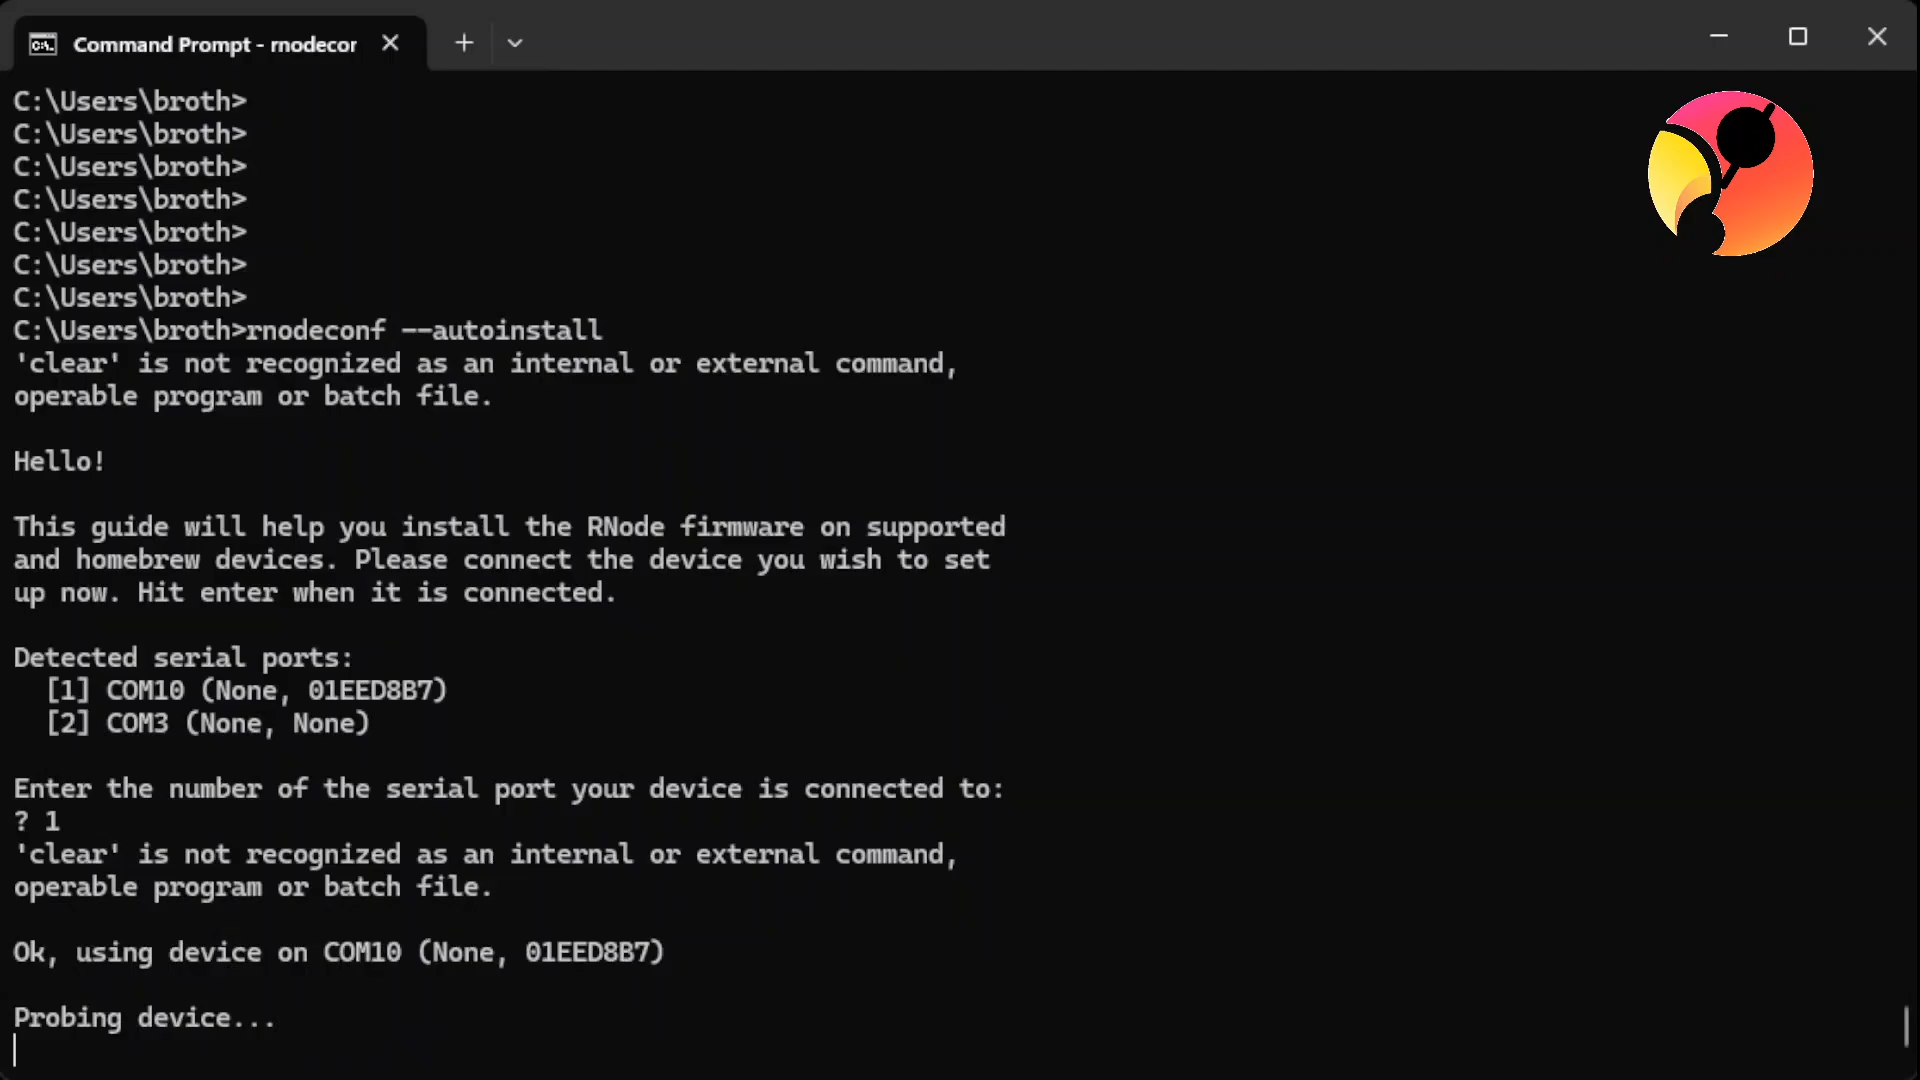 Command Prompt - rnodecor
C:\Users\broth>
C:\Users\broth>
C:\Users\broth>
C:\Users\broth>
C:\Users\broth>
C:\Users\broth>
C:\Users\broth>
C:\Users\broth>rnodeconf --autoinstall
'clear' is not recognized as an internal or external command,
operable program or batch file.
Hello!
This guide will help you install the RNode firmware on supported
and homebrew devices. Please connect the device you wish to set
up now. Hit enter when it is connected.
Detected serial ports:
[1] COM10 (None, 01EED8B7)
[2] COM3 (None, None)
Enter the number of the serial port your device is connected to:
? 1
'clear' is not recognized as an internal or external command,
operable program or batch file.
Ok, using device on COM10 (None, 01EED8B7)
Probing device...